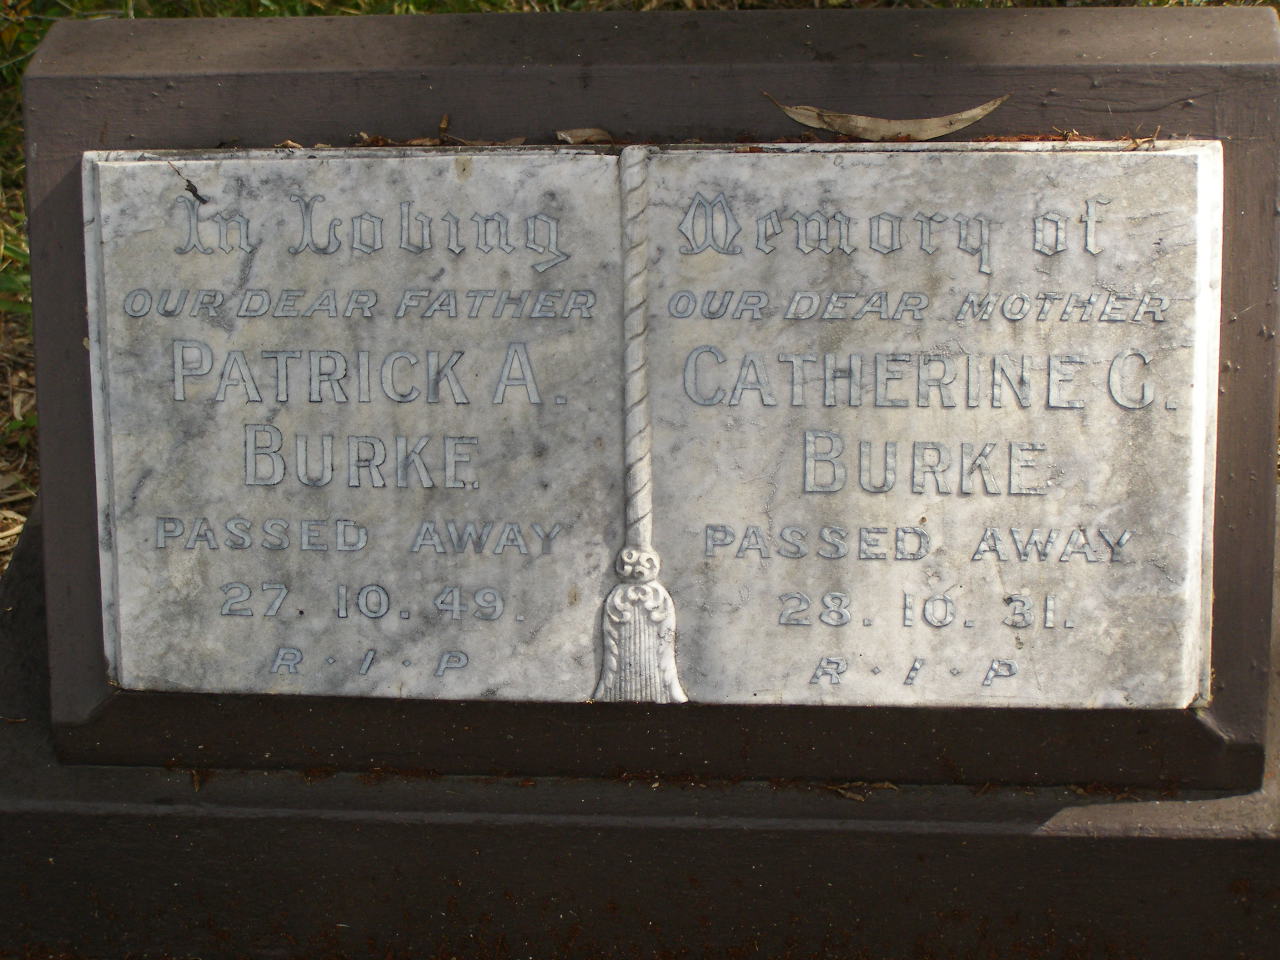 In Loving Memory of
OUR DEAR FATHER
PATRICK A.
BURKE.
PASSED AWAY
27.10.49.
R·I·P
OUR DEAR MOTHER
CATHERINE C.
BURKE
PASSED AWAY
28.10.31.
R·I·P